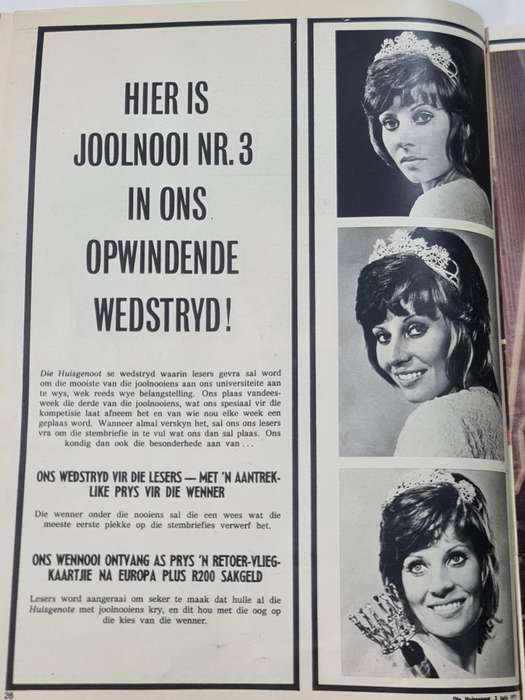 HIER IS
JOOLNOOI NR. 3
IN ONS
OPWINDENDE
WEDSTRYD!
Die Huisgenoot se wedstryd waarin lesers gevra sal word
om die mooiste van die joolnooiens aan ons universiteite aan
te wys, wek reeds wye belangstelling. Ons plaas vandees-
week die derde van die joolnooiens, wat ons spesiaal vir die
kompetisie laat afneem het en van wie nou elke week een
geplaas word. Wanneer almal verskyn het, sal ons ons lesers
vra om die stembriefie in te vul wat ons dan sal plaas. Ons
kondig dan ook die besonderhede aan van . . .
ONS WEDSTRYD VIR DIE LESERS — MET 'N AANTREK-
LIKE PRYS VIR DIE WENNER
Die wenner onder die nooiens sal die een wees wat die
meeste eerste plekke op die stembriefies verwerf het.
ONS WENNOOI ONTVANG AS PRYS 'N RETOER-VLIEG-
KAARTJIE NA EUROPA PLUS R200 SAKGELD
Lesers word aangeraai om seker te maak dat hulle al die
Huisgenote met joolnooiens kry, en dit hou met die oog op
die kies van die wenner.
26
Die Huisgenoot